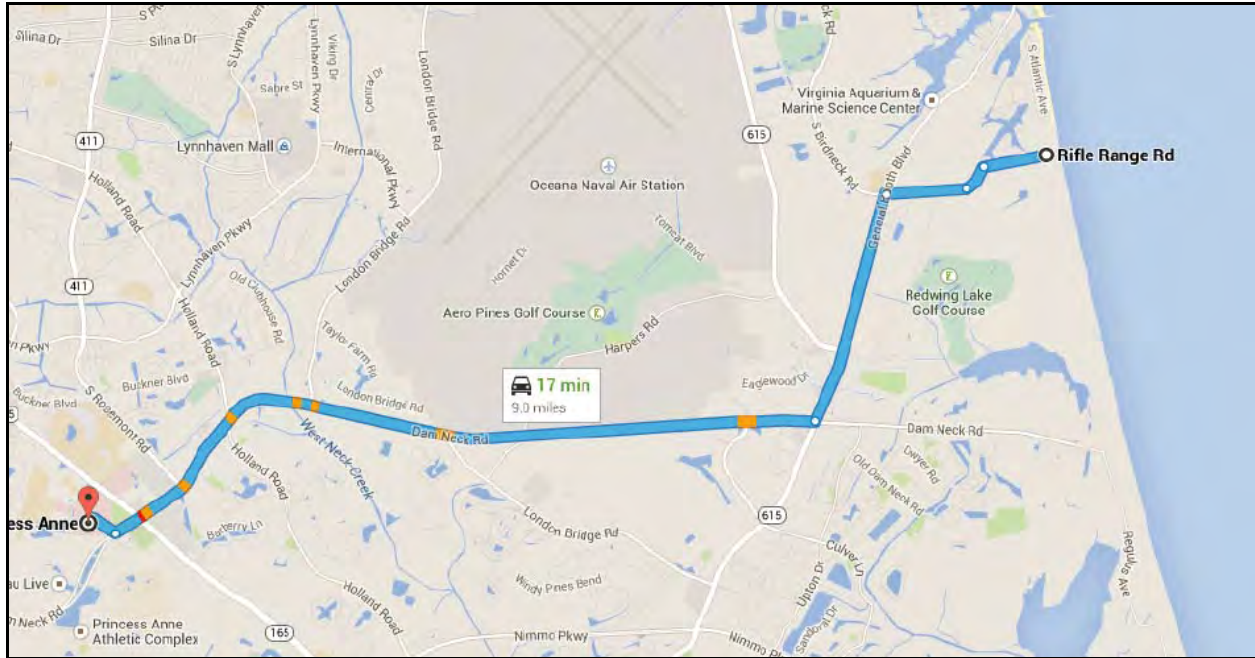 Silina Dr
Silina Dr
S Lynnhaven Rd
Lynnhaven Pkwy
Viking Dr
Central Dr
Sabre St
London Bridge Rd
411
Lynnhaven Mall
International Pkwy
Holland Road
Lynnhaven Pkwy
London Bridge Rd
411
Old Clubhouse Rd
Holland Road
Taylor Farm Rd
Pkwy
Buckner Blvd
Buckner Blvd
S Rosemont Rd
London Bridge Rd
Oceana Naval Air Station
Hornet Dr
Tomcat Blvd
Aero Pines Golf Course
Harpers Rd
17 min
9.0 miles
615
S Birdneck Rd
Virginia Aquarium &
Marine Science Center
S Atlantic Ave
Rifle Range Rd
General Booth Blvd
Redwing Lake
Golf Course
Eaglewood Dr
Dam Neck Rd
Dam Neck Rd
West Neck Creek
Holland Road
Old Dam Neck Rd
Dwyer Rd
615
London Bridge Rd
Culver Ln
Upton Dr
Sandoval Dr
Regulus Ave
Windy Pines Bend
ess Anne
Barberry Ln
au Live
m Neck Rd
Princess Anne
Athletic Complex
165
Holland Road
Nimmo Pkwy
Nimmo P